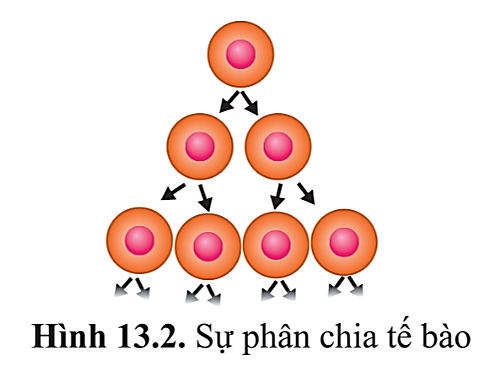 Hình 13.2. Sự phân chia tế bào